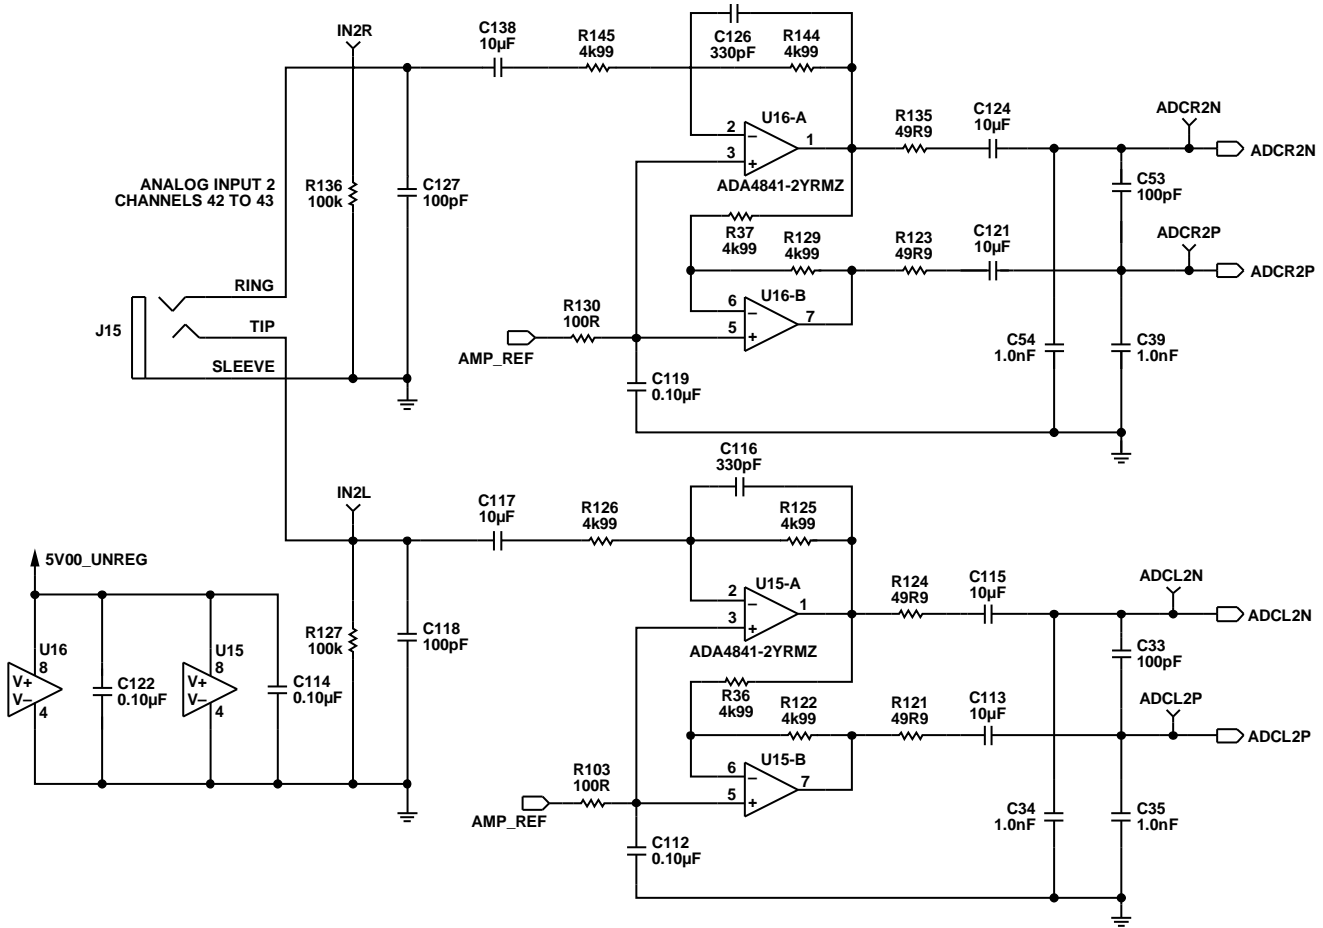 C126
330pF
IN2R
C138
10µF
R145
4k99
R144
4k99
U16-A
2
3
1
–
+
ADA4841-2YRMZ
R135
49R9
C124
10µF
ADCR2N
ADCR2N
ANALOG INPUT 2
CHANNELS 42 TO 43
R136
100k
C127
100pF
C53
100pF
R37
4k99
R129
4k99
R123
49R9
C121
10µF
ADCR2P
ADCR2P
RING
J15
TIP
SLEEVE
U16-B
6
5
7
–
+
R130
100R
AMP_REF
C119
0.10µF
C54
1.0nF
C39
1.0nF
C116
330pF
IN2L
C117
10µF
R126
4k99
R125
4k99
5V00_UNREG
U15-A
2
3
1
–
+
ADA4841-2YRMZ
R124
49R9
C115
10µF
ADCL2N
ADCL2N
U16
8
V+
V–
4
C122
0.10µF
U15
8
V+
V–
4
C114
0.10µF
R127
100k
C118
100pF
C33
100pF
R36
4k99
R122
4k99
R121
49R9
C113
10µF
ADCL2P
ADCL2P
U15-B
6
5
7
–
+
R103
100R
AMP_REF
C112
0.10µF
C34
1.0nF
C35
1.0nF